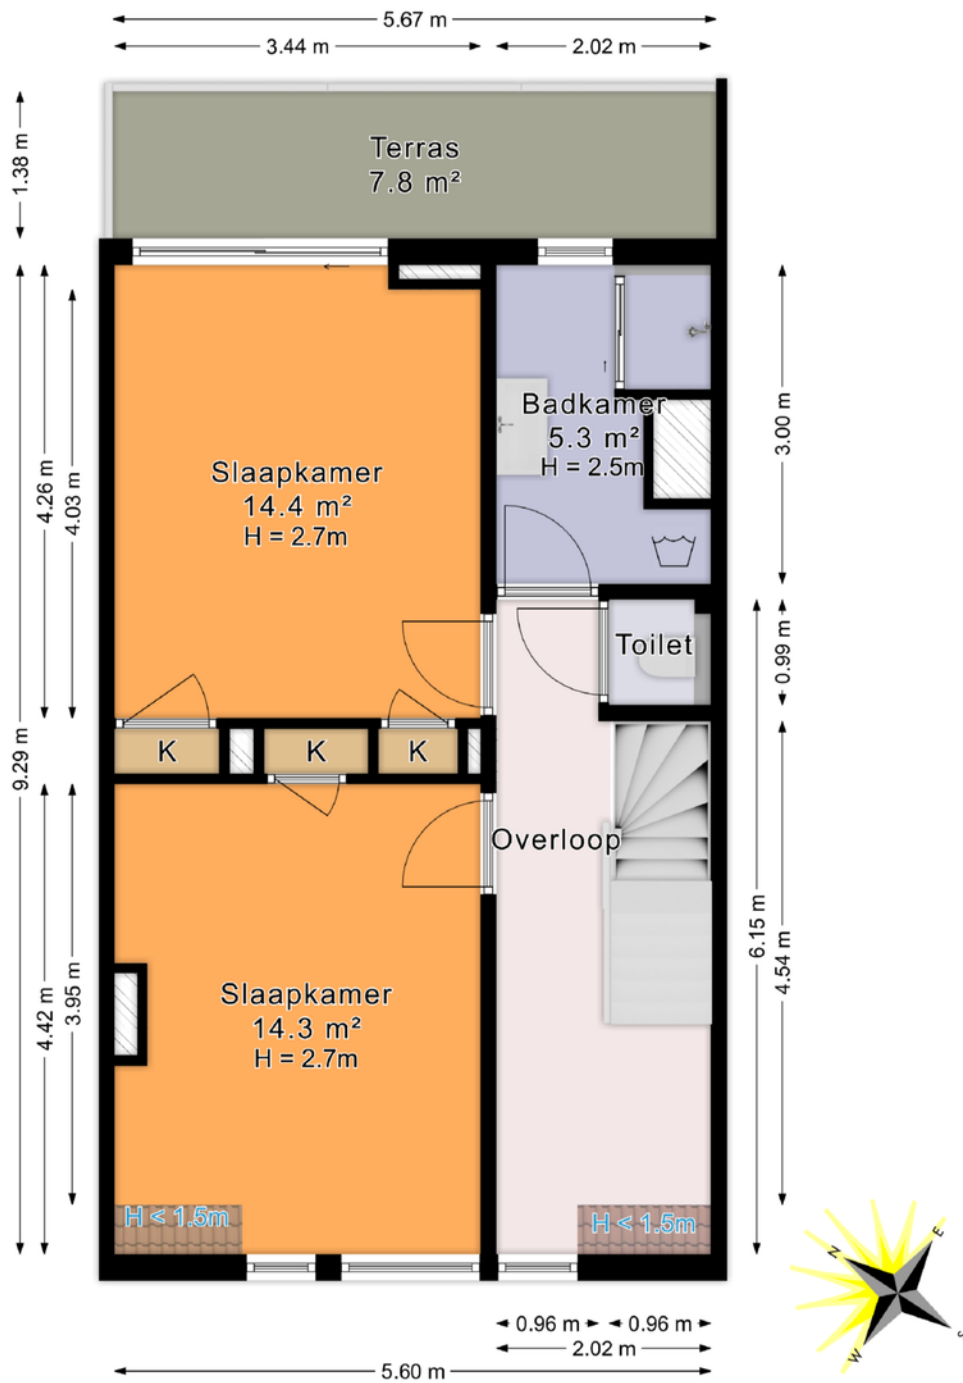 5.67 m
3.44 m
2.02 m
1.38 m
Terras
7.8 m²
9.29 m
4.26 m
4.03 m
Slaapkamer
14.4 m²
H = 2.7m
Badkamer
5.3 m²
H = 2.5m
3.00 m
Toilet
0.99 m
K
K
K
Overloop
6.15 m
4.54 m
4.42 m
3.95 m
Slaapkamer
14.3 m²
H = 2.7m
H < 1.5m
H < 1.5m
N
E
W
S
0.96 m
0.96 m
2.02 m
5.60 m